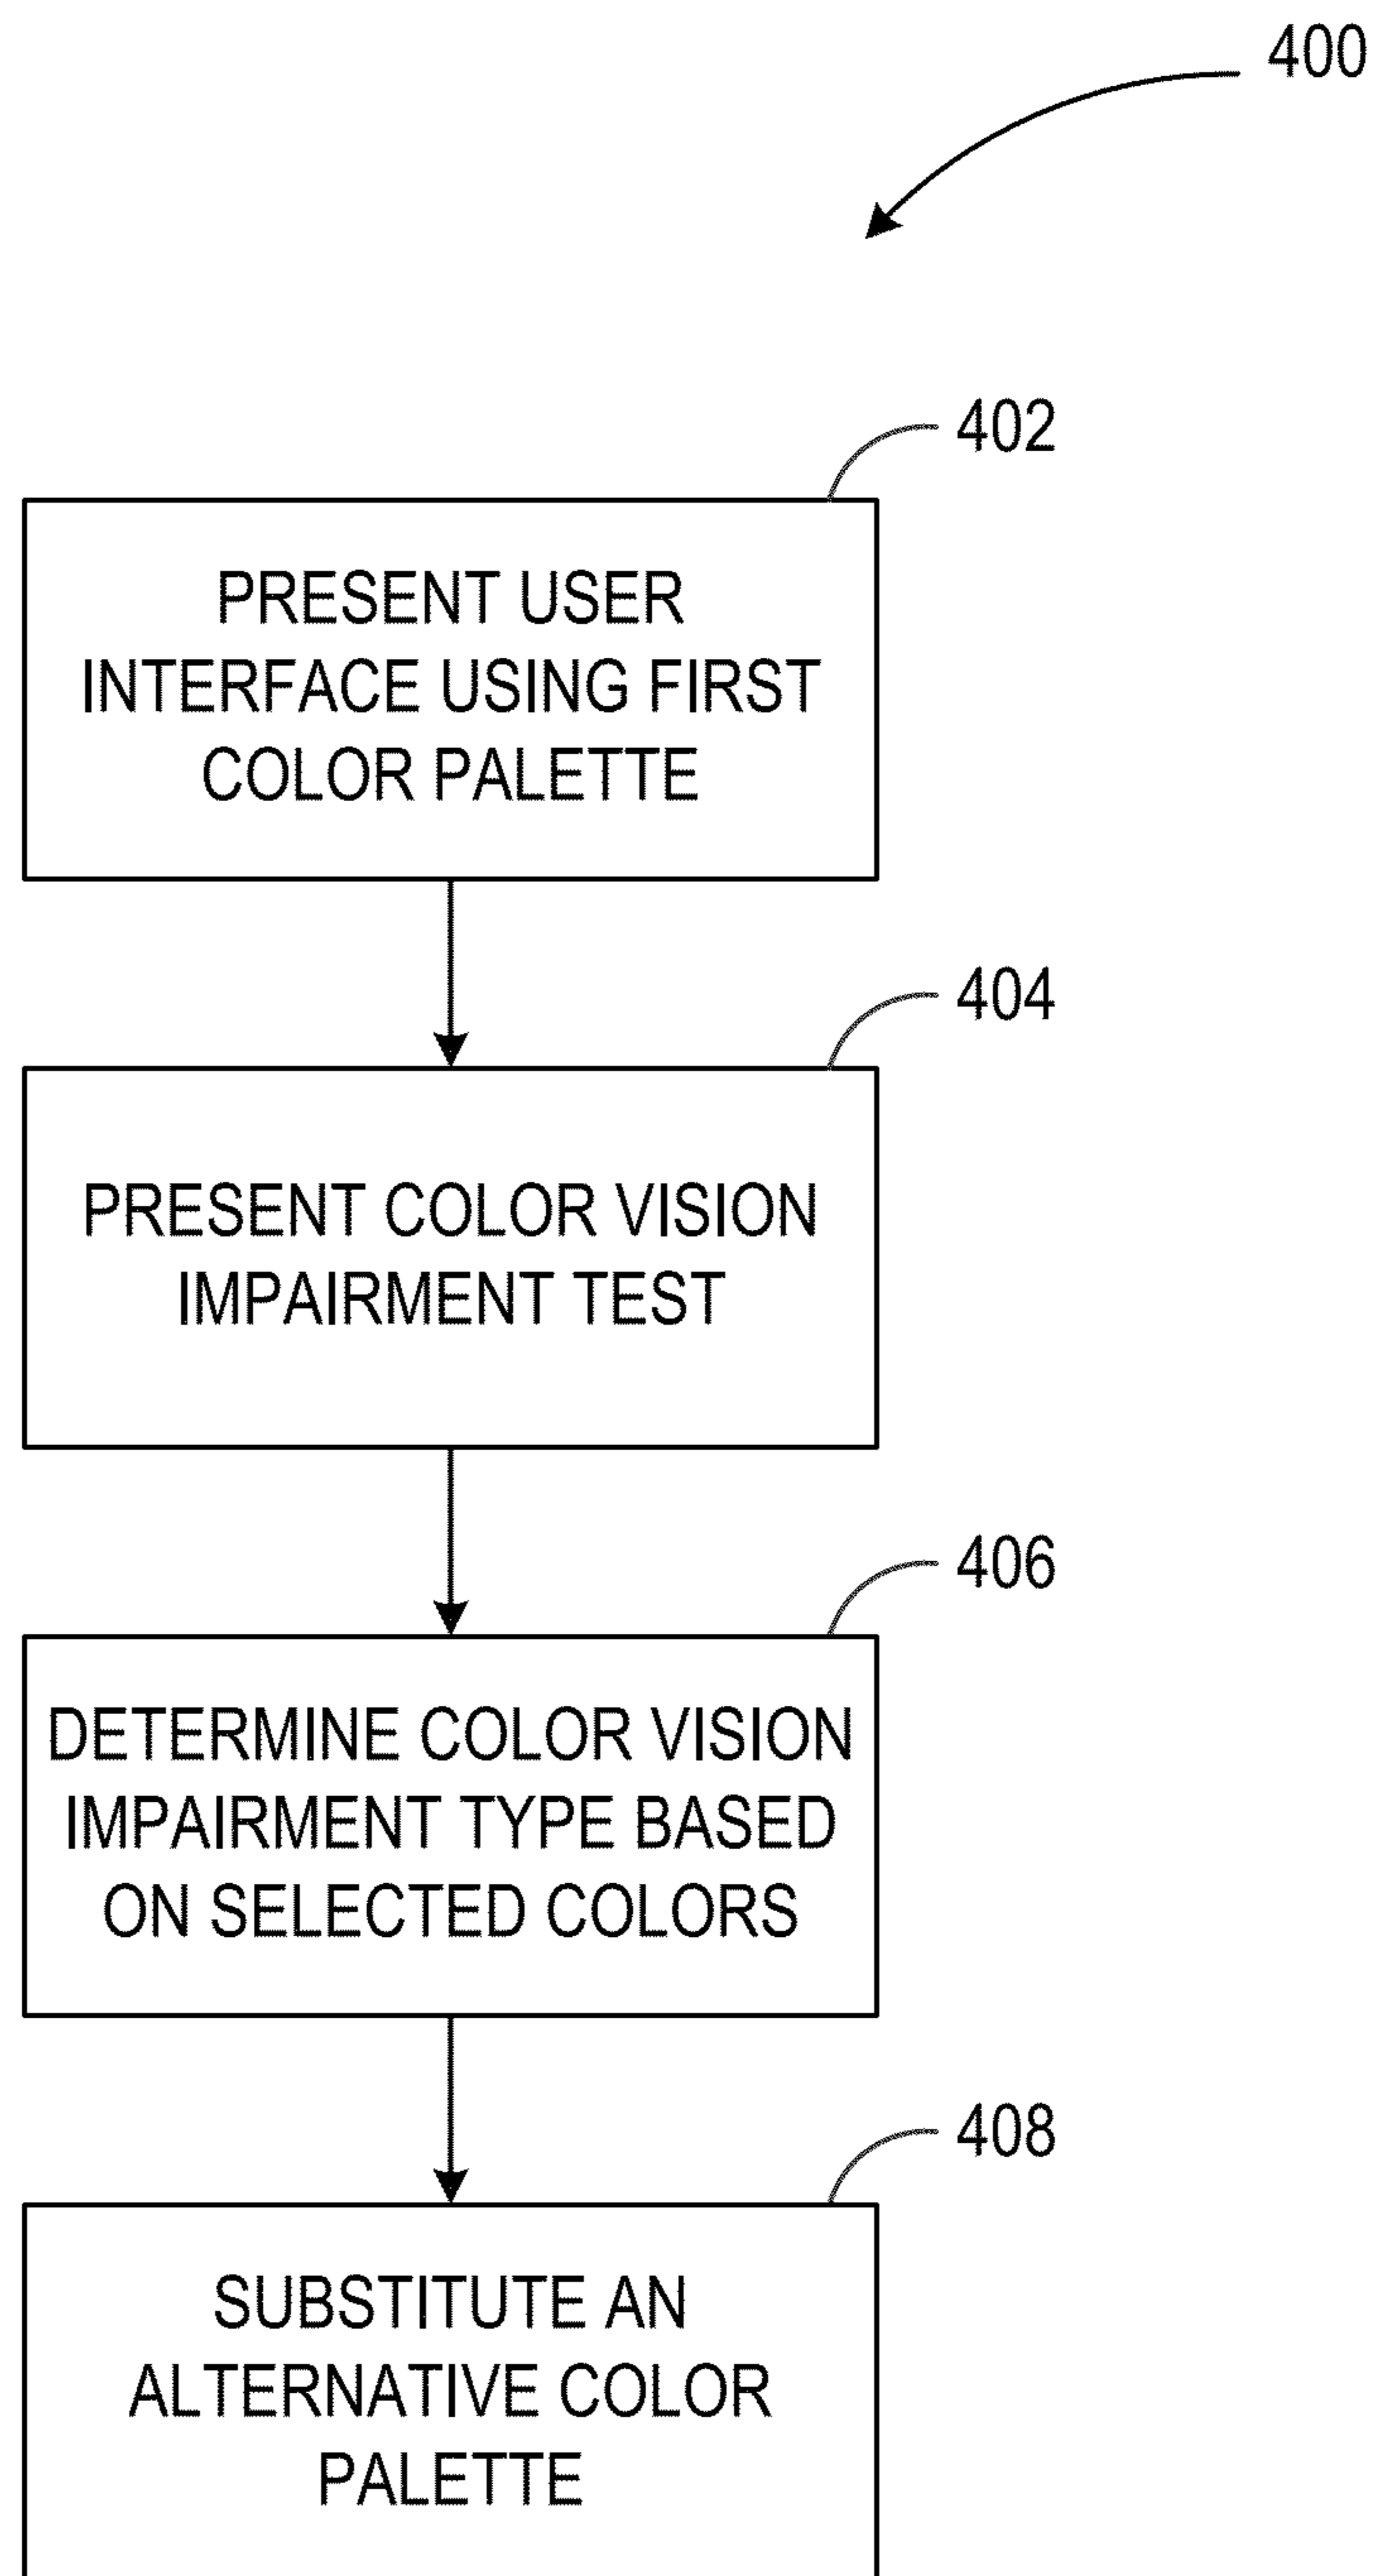 400
402
PRESENT USER
INTERFACE USING FIRST
COLOR PALETTE
404
PRESENT COLOR VISION
IMPAIRMENT TEST
406
DETERMINE COLOR VISION
IMPAIRMENT TYPE BASED
ON SELECTED COLORS
408
SUBSTITUTE AN
ALTERNATIVE COLOR
PALETTE